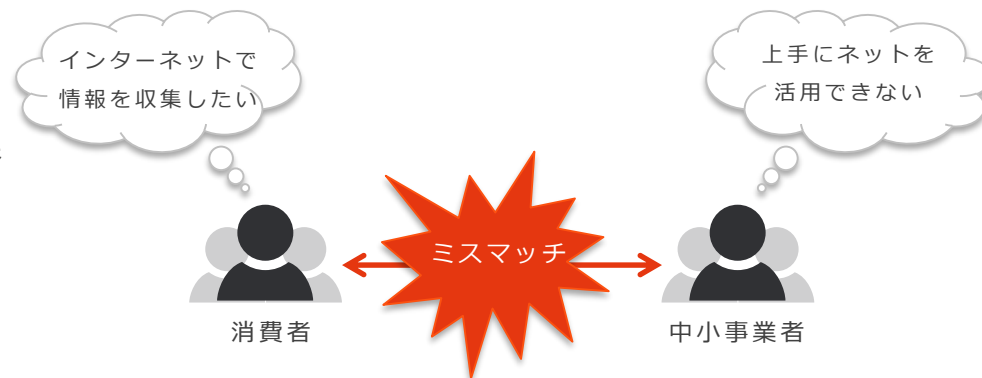 インターネットで
情報を収集したい
上手にネットを
活用できない
ミスマッチ
消費者
中小事業者